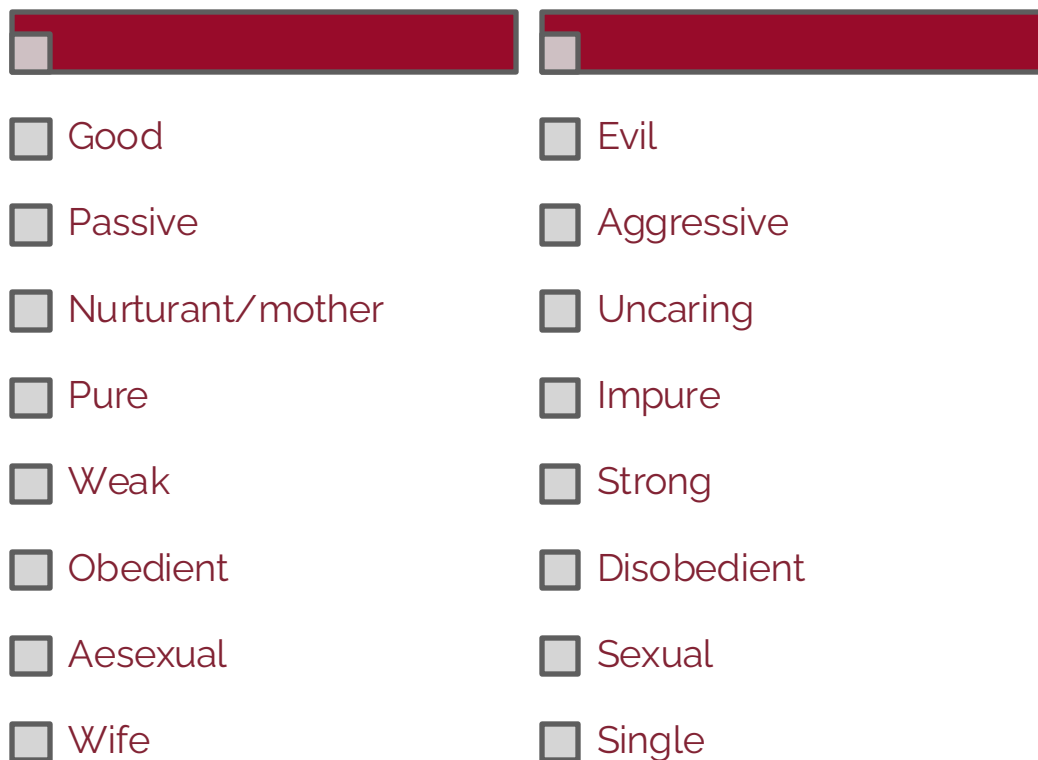 Good
Passive
Nurturant/mother
Pure
Weak
Obedient
Aesexual
Wife
Evil
Aggressive
Uncaring
Impure
Strong
Disobedient
Sexual
Single